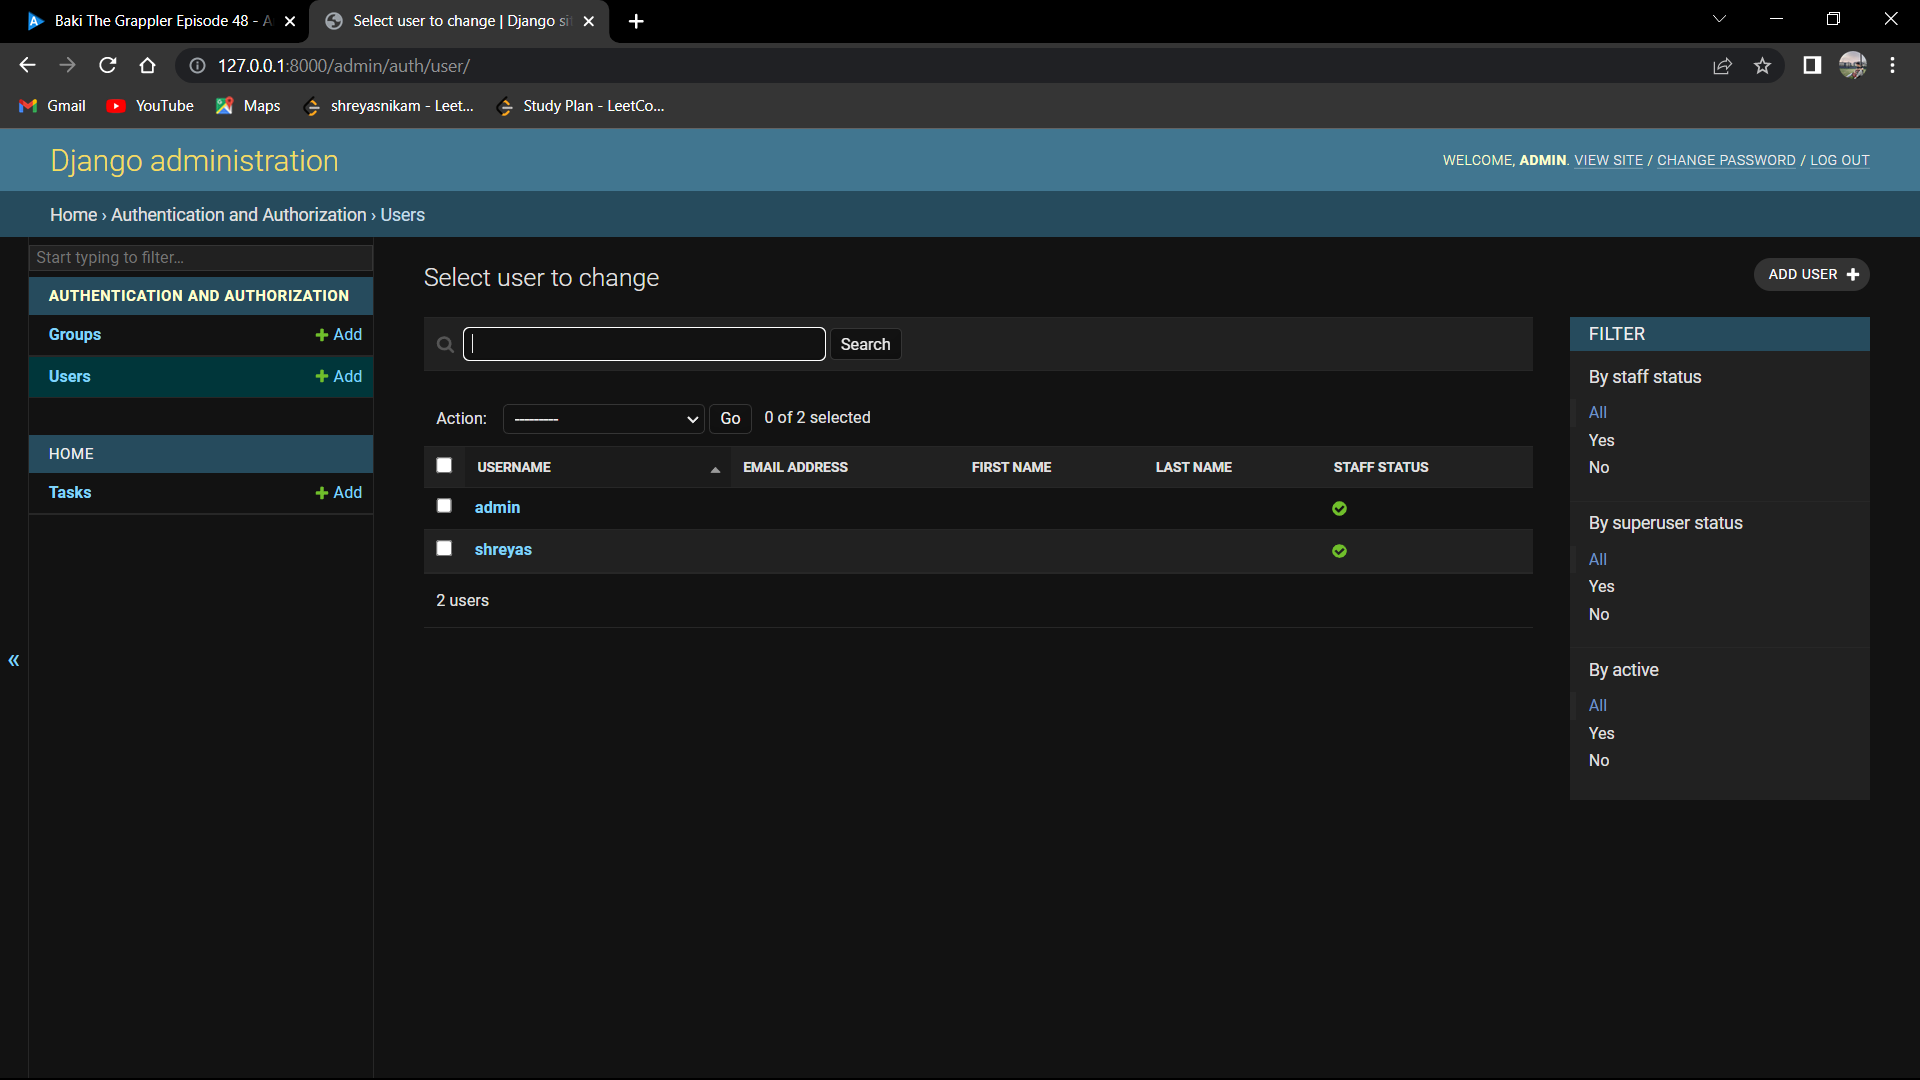 Baki The Grappler Episode 48 - A
Select user to change | Django si
127.0.0.1:8000/admin/auth/user/
Gmail
YouTube
Maps
shreyasnikam - Leet...
Study Plan - LeetCo...
Django administration
WELCOME, ADMIN. VIEW SITE / CHANGE PASSWORD / LOG OUT
Home › Authentication and Authorization › Users
Start typing to filter...
AUTHENTICATION AND AUTHORIZATION
Groups
Add
Users
Add
HOME
Tasks
Add
«
Select user to change
ADD USER +
Search
Action:
---------
Go
0 of 2 selected
USERNAME
EMAIL ADDRESS
FIRST NAME
LAST NAME
STAFF STATUS
admin
shreyas
2 users
FILTER
By staff status
All
Yes
No
By superuser status
All
Yes
No
By active
All
Yes
No